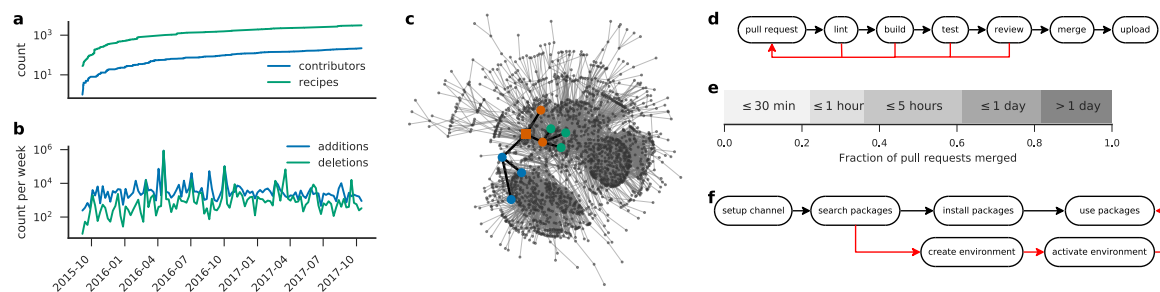 a
10³
10¹
count
contributors
recipes
b
10⁶
10⁴
10²
count per week
additions
deletions
2015-10
2016-01
2016-04
2016-07
2016-10
2017-01
2017-04
2017-07
2017-10
c
d
pull request
lint
build
test
review
merge
upload
e
≤ 30 min
≤ 1 hour
≤ 5 hours
≤ 1 day
> 1 day
0.0
0.2
0.4
0.6
0.8
1.0
Fraction of pull requests merged
f
setup channel
search packages
install packages
use packages
create environment
activate environment